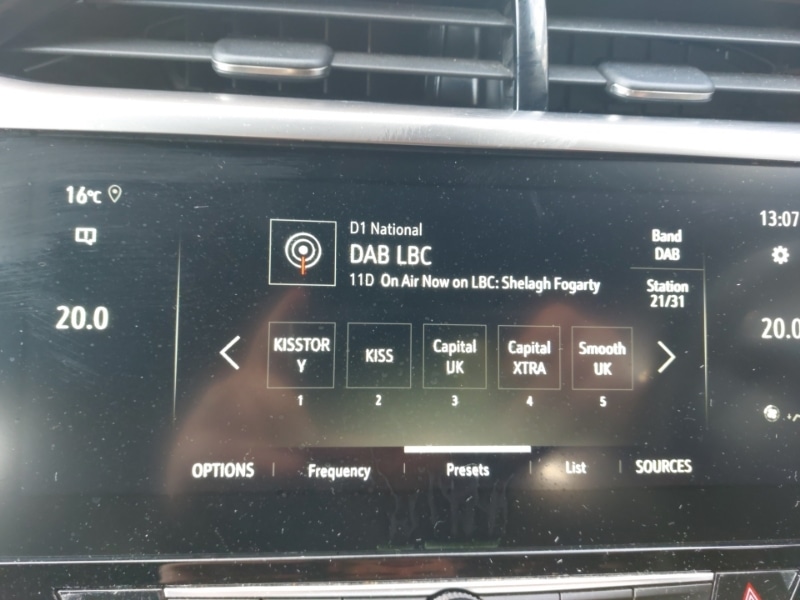 16°C
13:07
D1 National
DAB LBC
11D On Air Now on LBC: Shelagh Fogarty
Band
DAB
Station
21/31
20.0
20.0
KISSTOR
Y
KISS
Capital
UK
Capital
XTRA
Smooth
UK
1
2
3
4
5
OPTIONS
Frequency
Presets
List
SOURCES